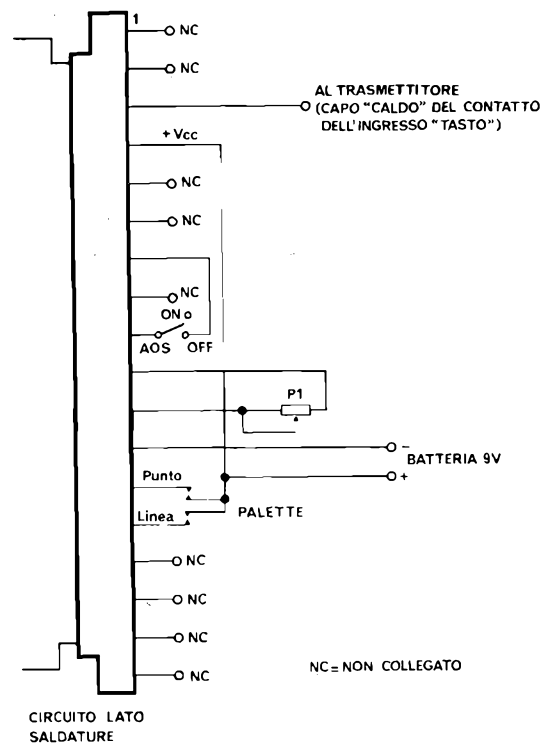 1
NC
NC
AL TRASMETTITORE
(CAPO "CALDO" DEL CONTATTO
DELL'INGRESSO "TASTO")
+Vcc
NC
NC
NC
ON
AOS OFF
P1
-
BATTERIA 9V
+
Punto
PALETTE
Linea
NC
NC
NC
NC
NC=NON COLLEGATO
CIRCUITO LATO
SALDATURE